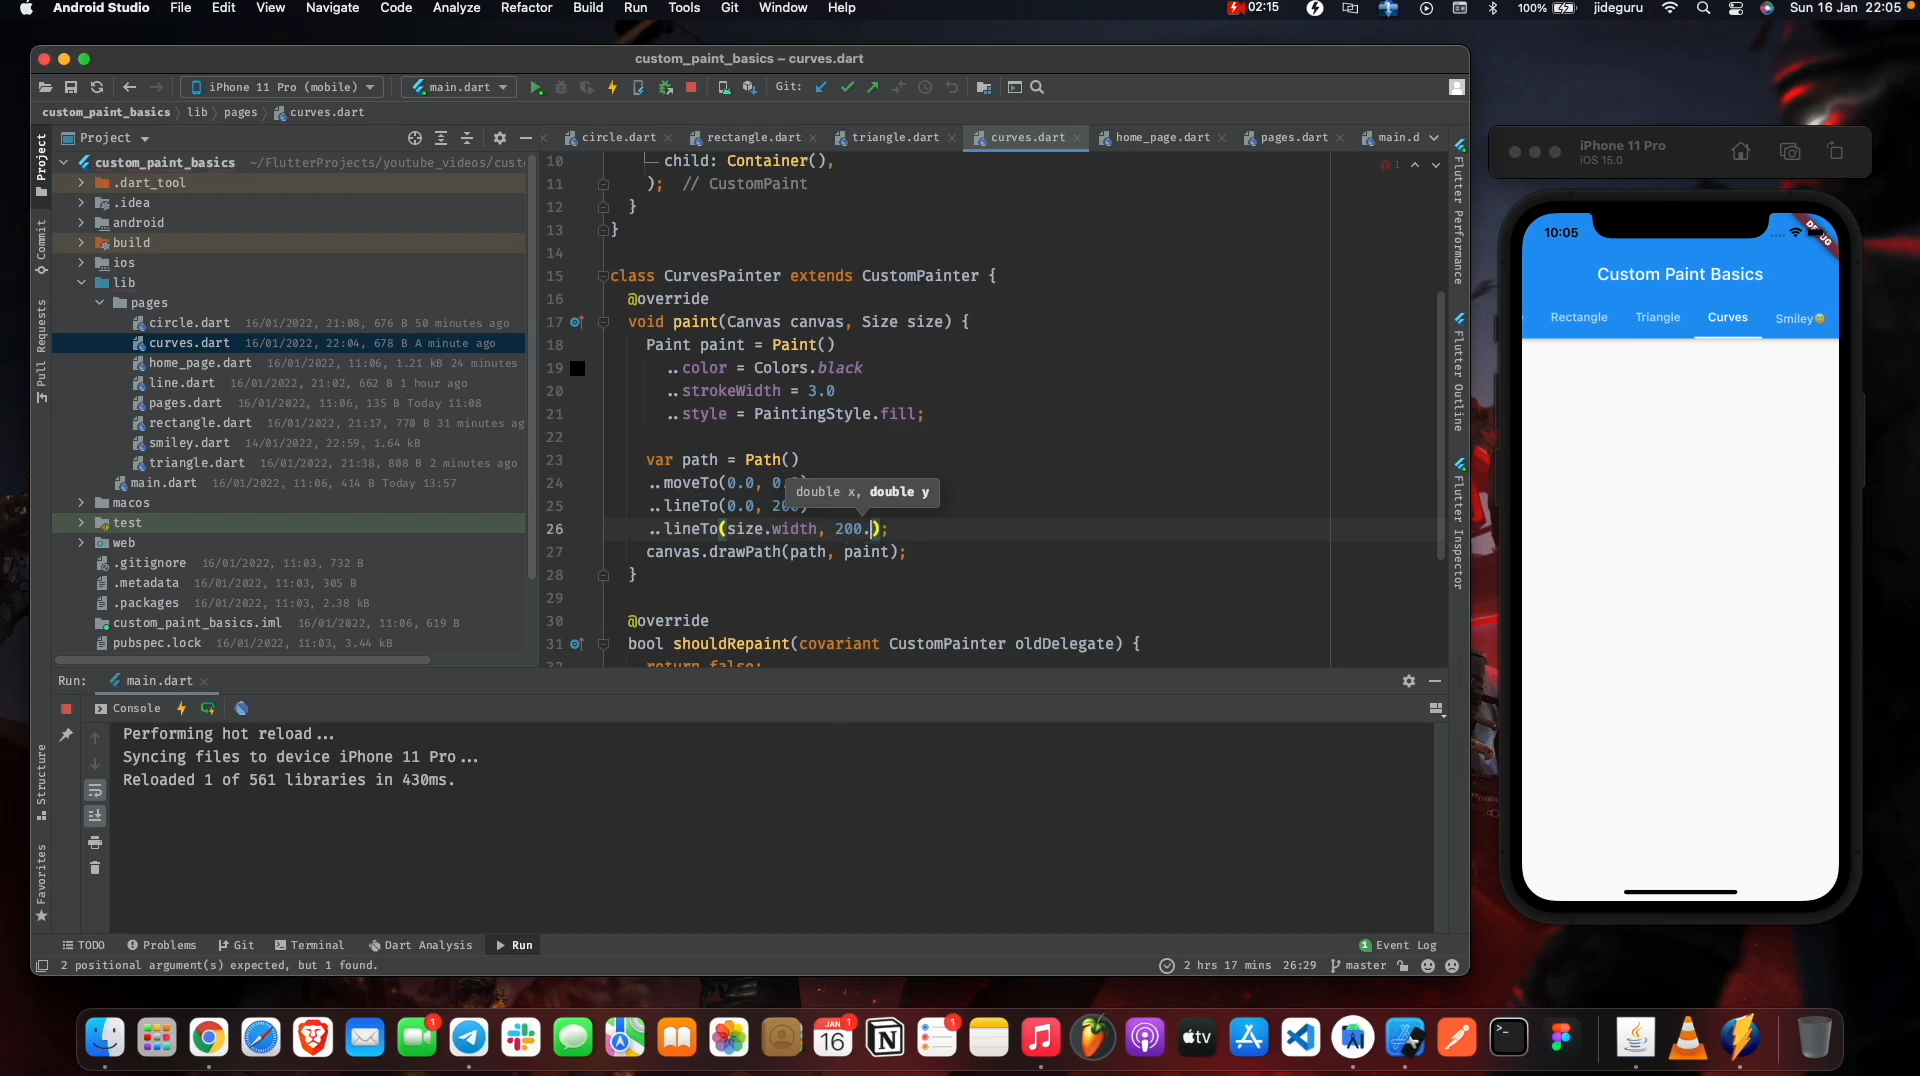 Android Studio File Edit View Navigate Code Analyze Refactor Build Run Tools Git Window Help 02:15 100% jideguru Sun 16 Jan 22:05
custom_paint_basics – curves.dart
iPhone 11 Pro (mobile) main.dart Git:
custom_paint_basics lib pages curves.dart
Project circle.dart rectangle.dart triangle.dart curves.dart home_page.dart pages.dart main.d
custom_paint_basics ~/FlutterProjects/youtube_videos/cust
.dart_tool
.idea
android
build
ios
lib
pages
circle.dart 16/01/2022, 21:08, 676 B 50 minutes ago
curves.dart 16/01/2022, 22:04, 678 B A minute ago
home_page.dart 16/01/2022, 11:06, 1.21 kB 24 minutes
line.dart 16/01/2022, 21:02, 662 B 1 hour ago
pages.dart 16/01/2022, 11:06, 135 B Today 11:08
rectangle.dart 16/01/2022, 21:17, 770 B 31 minutes ag
smiley.dart 14/01/2022, 22:59, 1.64 kB
triangle.dart 16/01/2022, 21:38, 808 B 2 minutes ago
main.dart 16/01/2022, 11:06, 414 B Today 13:57
macos
test
web
.gitignore 16/01/2022, 11:03, 732 B
.metadata 16/01/2022, 11:03, 305 B
.packages 16/01/2022, 11:03, 2.38 kB
custom_paint_basics.iml 16/01/2022, 11:06, 619 B
pubspec.lock 16/01/2022, 11:03, 3.44 kB
Project
Commit
Pull Requests
Structure
Favorites
10 child: Container(),
11 ); // CustomPaint
12 }
13 }
14
15 class CurvesPainter extends CustomPainter {
16 @override
17 void paint(Canvas canvas, Size size) {
18 Paint paint = Paint()
19 ..color = Colors.black
20 ..strokeWidth = 3.0
21 ..style = PaintingStyle.fill;
22
23 var path = Path()
24 ..moveTo(0.0, 0
double x, double y
25 ..lineTo(0.0, 200)
26 ..lineTo(size.width, 200.);
27 canvas.drawPath(path, paint);
28 }
29
30 @override
31 bool shouldRepaint(covariant CustomPainter oldDelegate) {
32 return false;
1
Flutter Performance
Flutter Outline
Flutter Inspector
Run: main.dart
Console
Performing hot reload...
Syncing files to device iPhone 11 Pro...
Reloaded 1 of 561 libraries in 430ms.
TODO Problems Git Terminal Dart Analysis Run 1 Event Log
2 positional argument(s) expected, but 1 found. 2 hrs 17 mins 26:29 master
iPhone 11 Pro
iOS 15.0
10:05
DEBUG
Custom Paint Basics
Rectangle Triangle Curves Smiley
1
JAN 1
16
1
tv